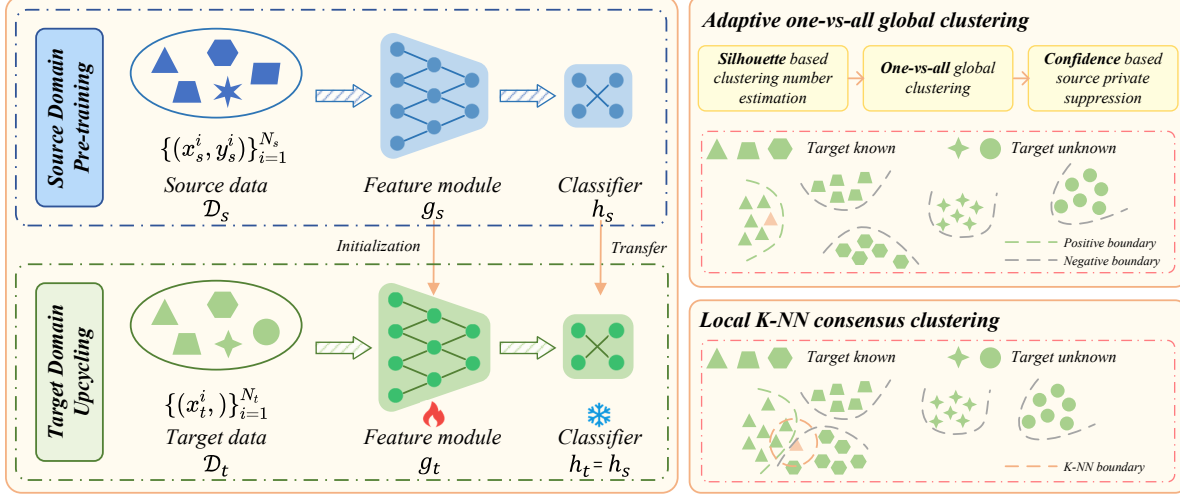 Source Domain
Pre-training
{(x_s^i, y_s^i)}_{i=1}^{N_s}
Source data
𝒟_s
Feature module
g_s
Classifier
h_s
Initialization
Transfer
Target Domain
Upcycling
{(x_t^i, )}_{i=1}^{N_t}
Target data
𝒟_t
Feature module
g_t
Classifier
h_t = h_s
Adaptive one-vs-all global clustering
Silhouette based
clustering number
estimation
One-vs-all global
clustering
Confidence based
source private
suppression
Target known
Target unknown
Positive boundary
Negative boundary
Local K-NN consensus clustering
Target known
Target unknown
K-NN boundary